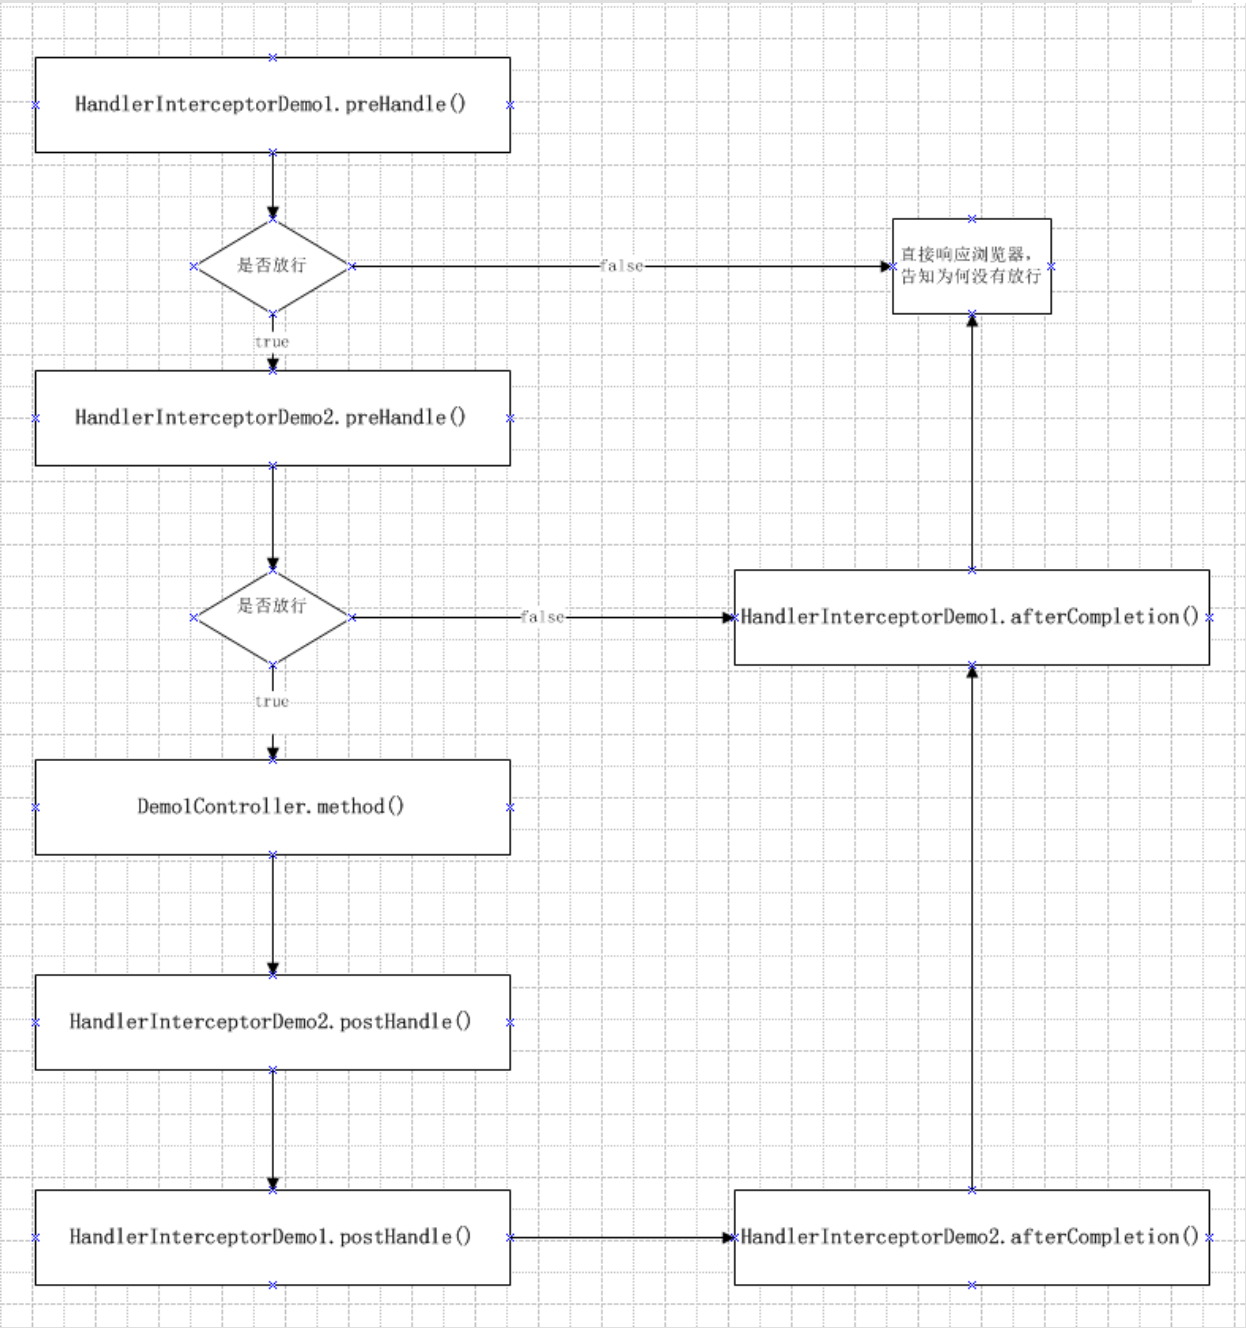 HandlerInterceptorDemo1.preHandle()
是否放行
false
直接响应浏览器，
告知为何没有放行
true
HandlerInterceptorDemo2.preHandle()
是否放行
false
HandlerInterceptorDemo1.afterCompletion()
true
Demo1Controller.method()
HandlerInterceptorDemo2.postHandle()
HandlerInterceptorDemo1.postHandle()
HandlerInterceptorDemo2.afterCompletion()